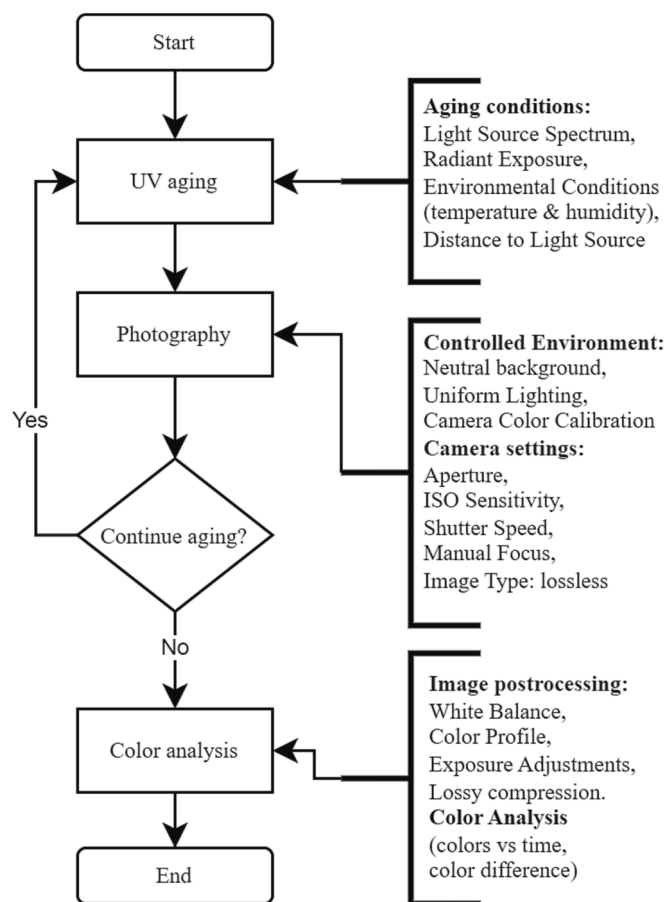 Start
UV aging
Aging conditions:
Light Source Spectrum,
Radiant Exposure,
Environmental Conditions
(temperature & humidity),
Distance to Light Source
Photography
Controlled Environment:
Neutral background,
Uniform Lighting,
Camera Color Calibration
Camera settings:
Aperture,
ISO Sensitivity,
Shutter Speed,
Manual Focus,
Image Type: lossless
Yes
Continue aging?
No
Color analysis
Image postrocessing:
White Balance,
Color Profile,
Exposure Adjustments,
Lossy compression.
Color Analysis
(colors vs time,
color difference)
End